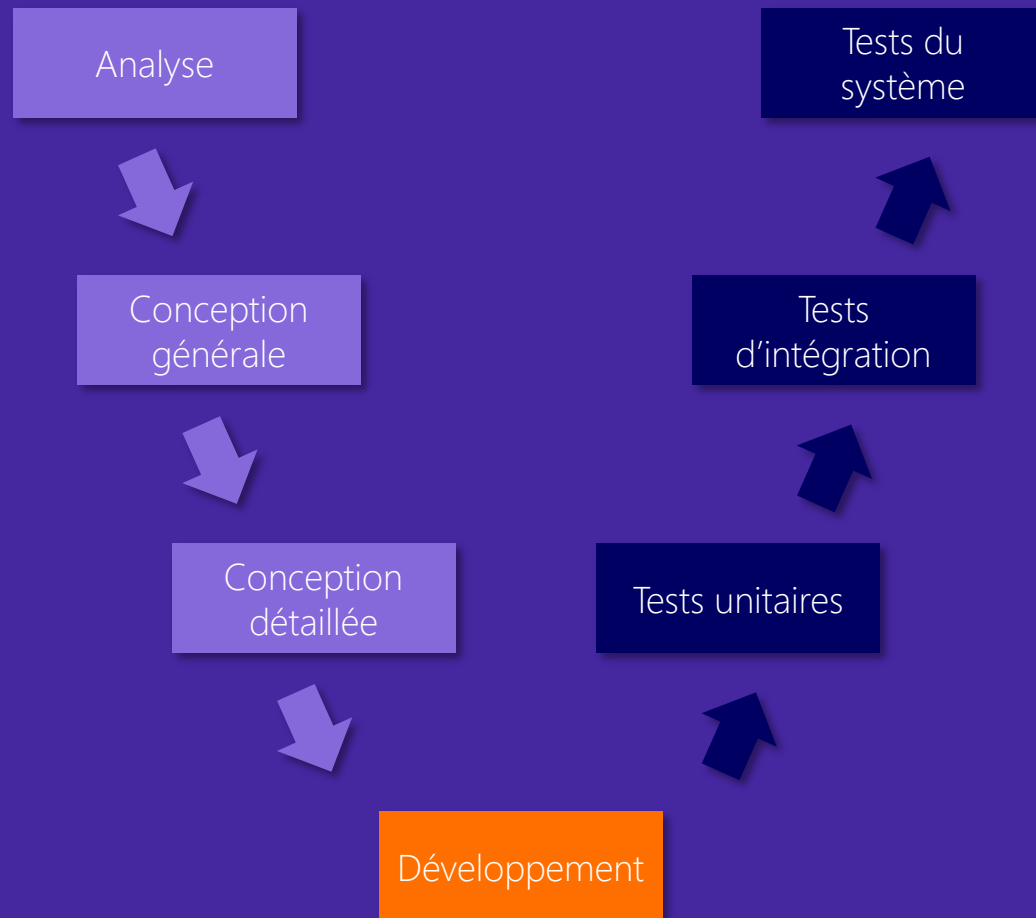 Analyse
Tests du
système
Conception
générale
Tests
d’intégration
Conception
détaillée
Tests unitaires
Développement